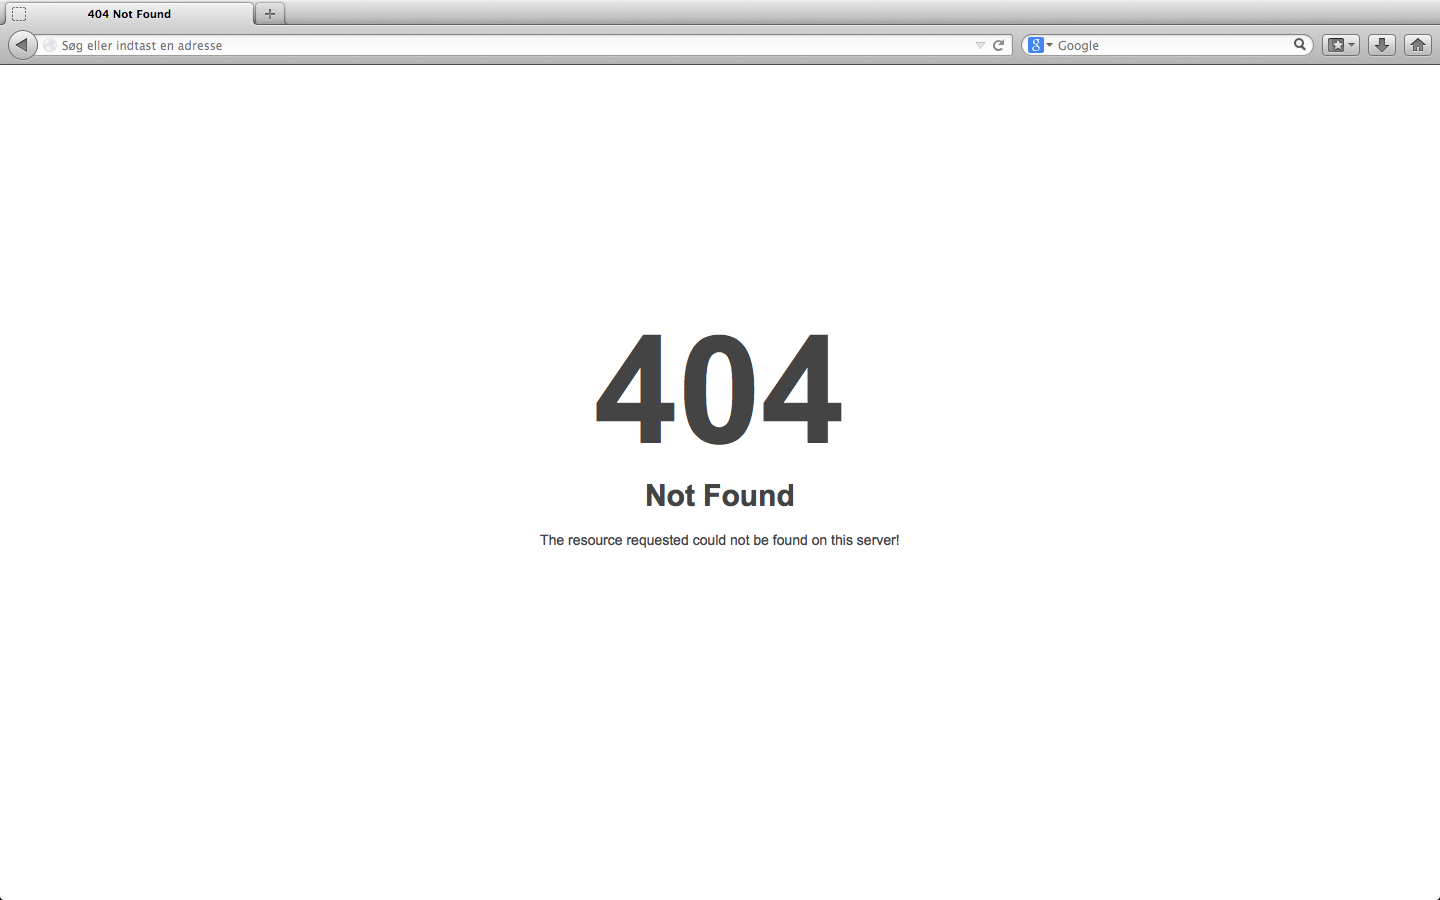 404 Not Found
Søg eller indtast en adresse
Google
404
Not Found
The resource requested could not be found on this server!